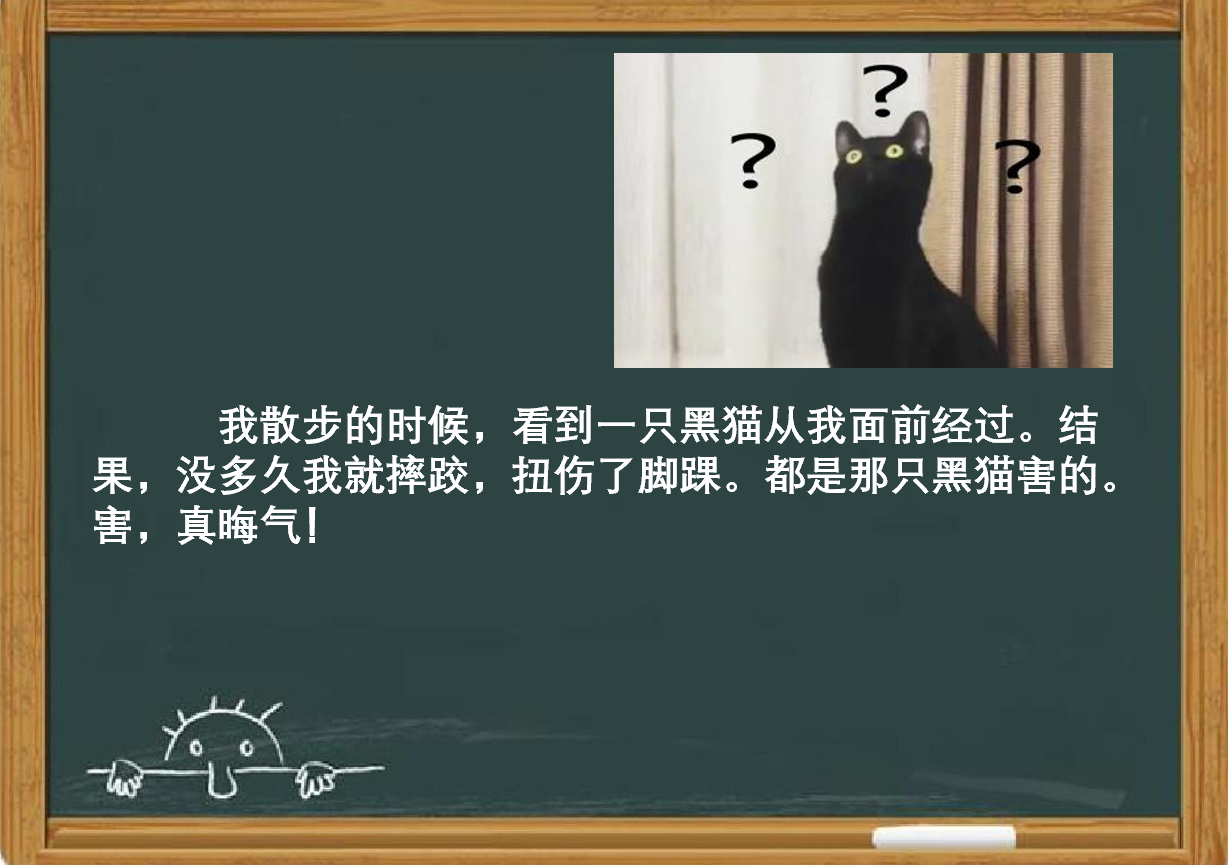 ?
?
?
我散步的时候，看到一只黑猫从我面前经过。结
果，没多久我就摔跤，扭伤了脚踝。都是那只黑猫害的。
害，真晦气！